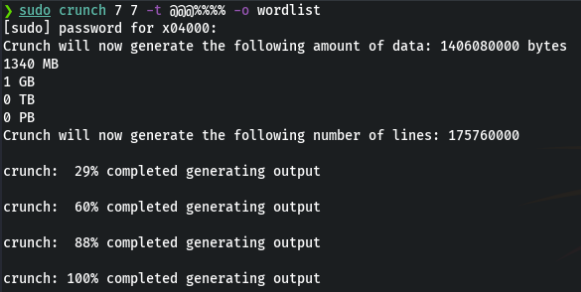 ❯ sudo crunch 7 7 -t @@@%%%% -o wordlist
[sudo] password for x04000:
Crunch will now generate the following amount of data: 1406080000 bytes
1340 MB
1 GB
0 TB
0 PB
Crunch will now generate the following number of lines: 175760000
crunch:  29% completed generating output
crunch:  60% completed generating output
crunch:  88% completed generating output
crunch: 100% completed generating output